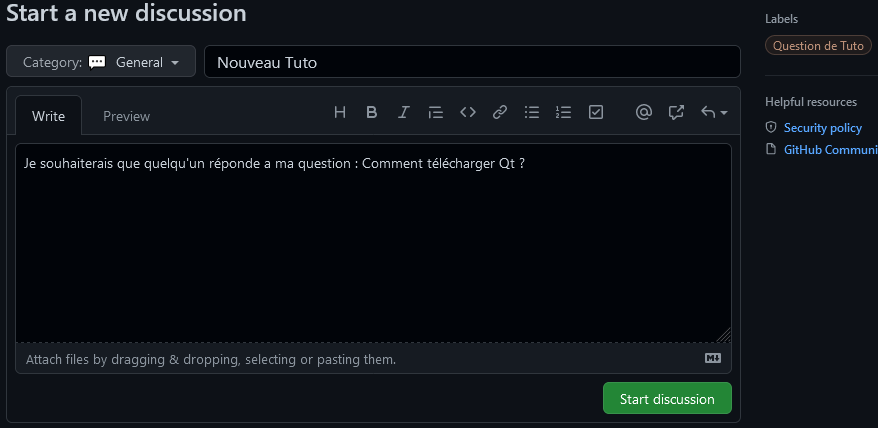 Start a new discussion
Category: 💬 General
Nouveau Tuto
Write
Preview
Je souhaiterais que quelqu'un réponde a ma question : Comment télécharger Qt ?
Attach files by dragging & dropping, selecting or pasting them.
Start discussion
Labels
Question de Tuto
Helpful resources
Security policy
GitHub Communi